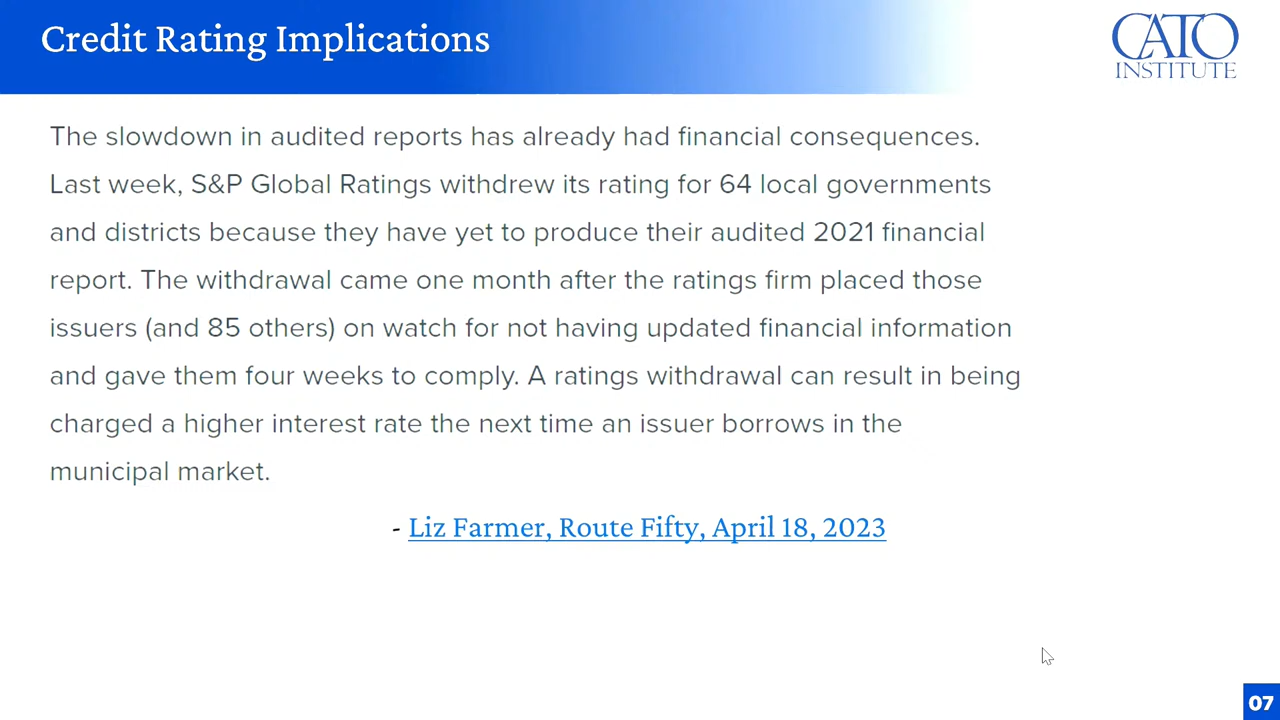 Credit Rating Implications
CATO
INSTITUTE
The slowdown in audited reports has already had financial consequences.
Last week, S&P Global Ratings withdrew its rating for 64 local governments
and districts because they have yet to produce their audited 2021 financial
report. The withdrawal came one month after the ratings firm placed those
issuers (and 85 others) on watch for not having updated financial information
and gave them four weeks to comply. A ratings withdrawal can result in being
charged a higher interest rate the next time an issuer borrows in the
municipal market.
- Liz Farmer, Route Fifty, April 18, 2023
07